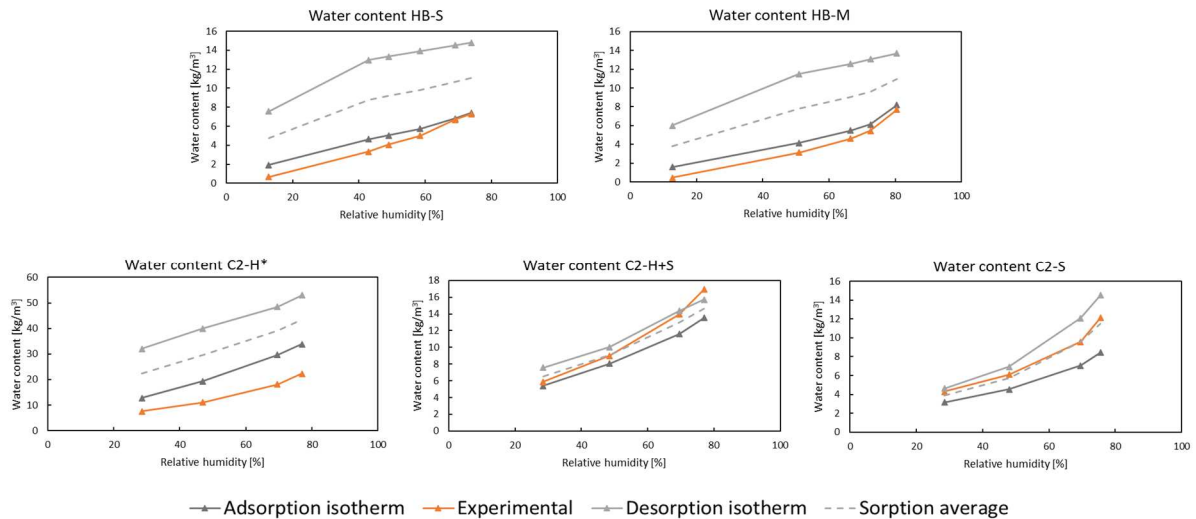 Water content HB-S
Water content [kg/m³]
16
14
12
10
8
6
4
2
0
0 20 40 60 80 100
Relative humidity [%]
Water content HB-M
Water content [kg/m³]
16
14
12
10
8
6
4
2
0
0 20 40 60 80 100
Relative humidity [%]
Water content C2-H*
Water content [kg/m³]
60
50
40
30
20
10
0
0 20 40 60 80 100
Relative humidity [%]
Water content C2-H+S
Water content [kg/m³]
18
16
14
12
10
8
6
4
2
0
0 20 40 60 80 100
Relative humidity [%]
Water content C2-S
Water content [kg/m³]
16
14
12
10
8
6
4
2
0
0 20 40 60 80 100
Relative humidity [%]
Adsorption isotherm Experimental Desorption isotherm Sorption average